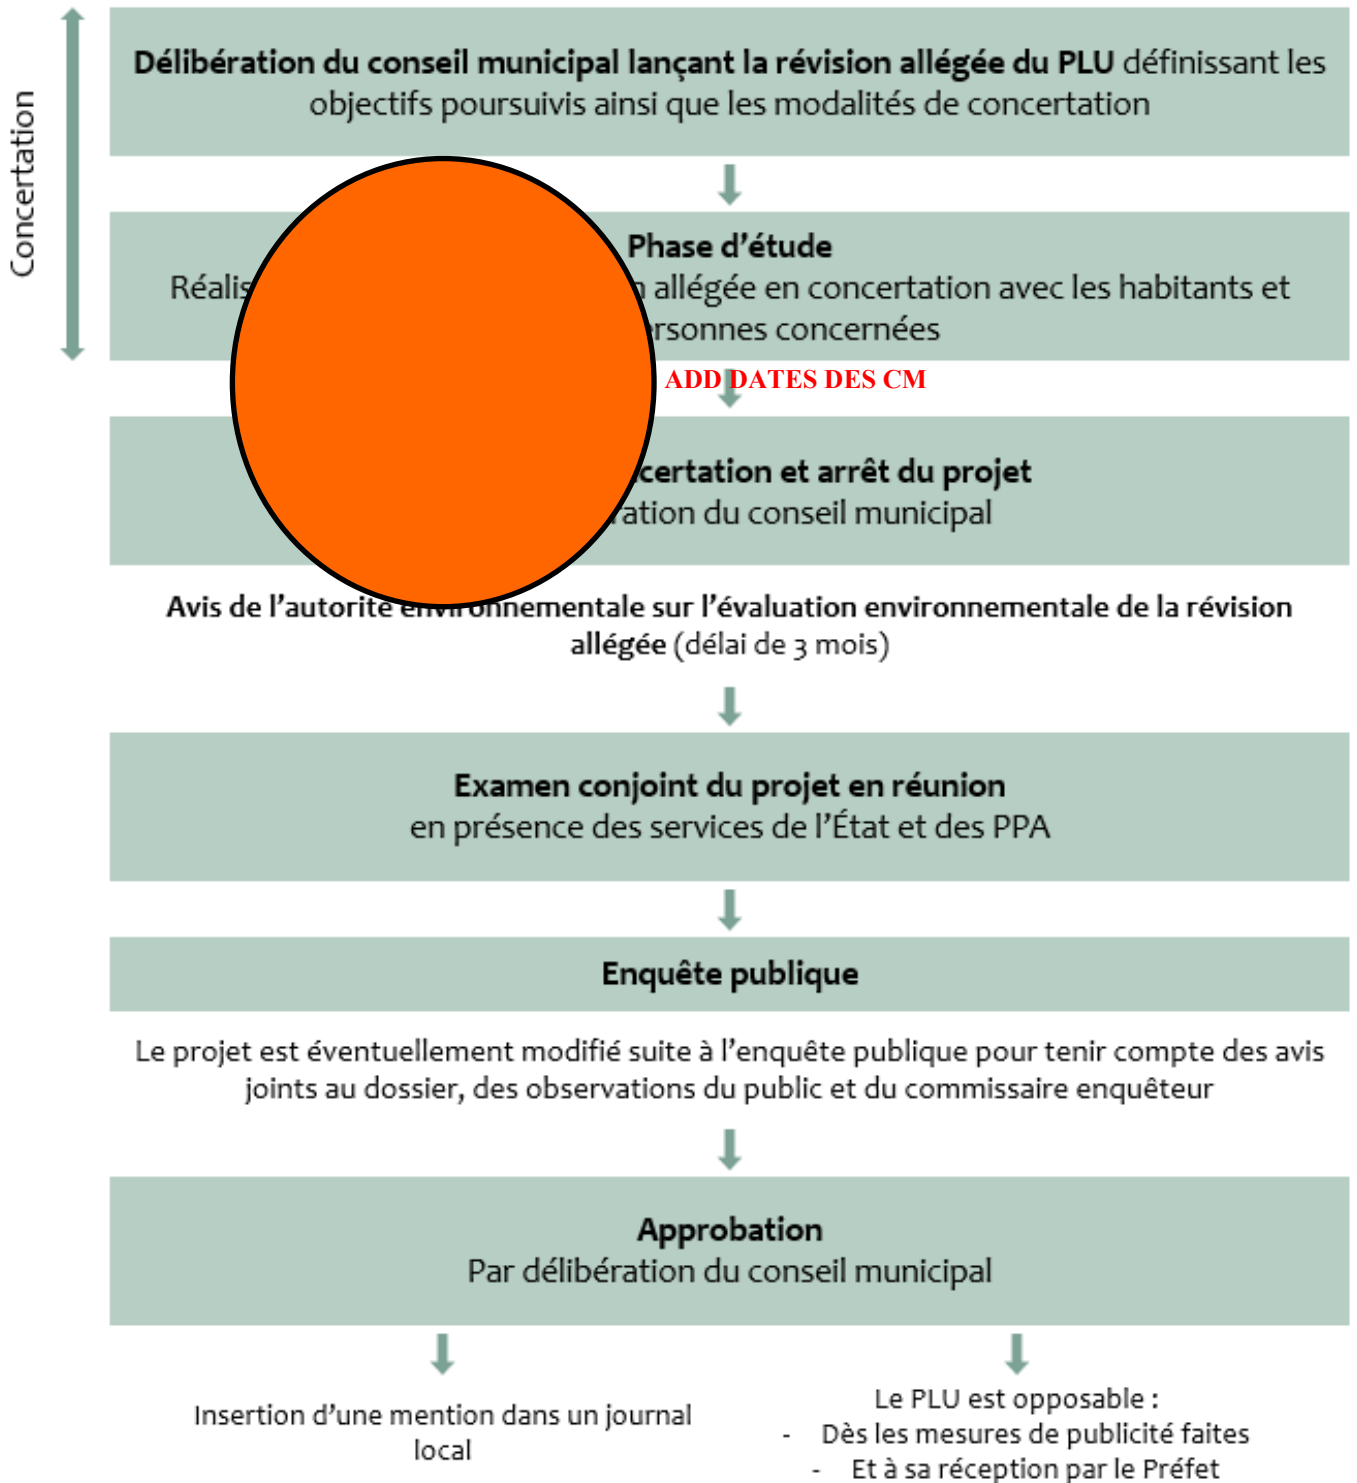 Concertation
Délibération du conseil municipal lançant la révision allégée du PLU définissant les
objectifs poursuivis ainsi que les modalités de concertation
Phase d’étude
allégée en concertation avec les habitants et
concernées
ADD DATES DES CM
et arrêt du projet
du conseil municipal
Avis de l’autorité environnementale sur l’évaluation environnementale de la révision
allégée (délai de 3 mois)
Examen conjoint du projet en réunion
en présence des services de l’État et des PPA
Enquête publique
Le projet est éventuellement modifié suite à l’enquête publique pour tenir compte des avis
joints au dossier, des observations du public et du commissaire enquêteur
Approbation
Par délibération du conseil municipal
Insertion d’une mention dans un journal
local
Le PLU est opposable :
- Dès les mesures de publicité faites
- Et à sa réception par le Préfet